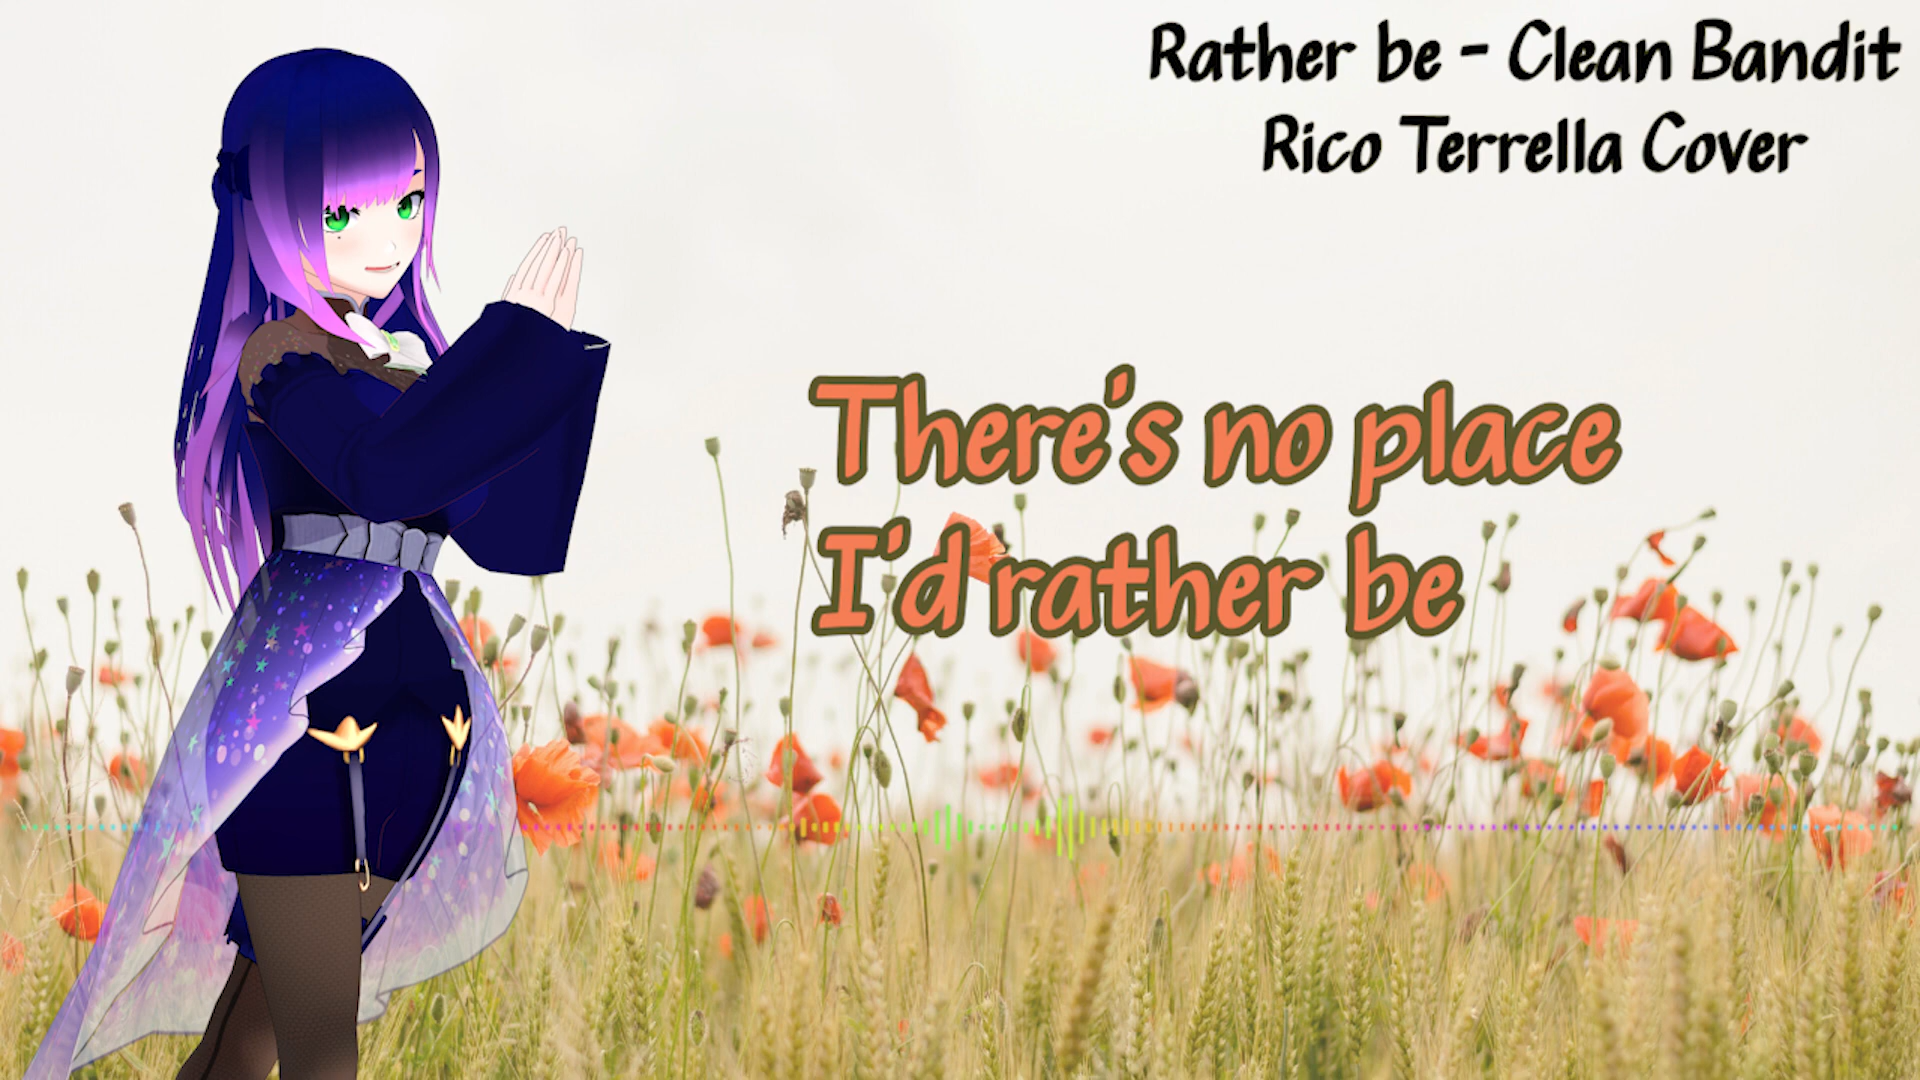 Rather be - Clean Bandit
Rico Terrella Cover
There's no place
I'd rather be